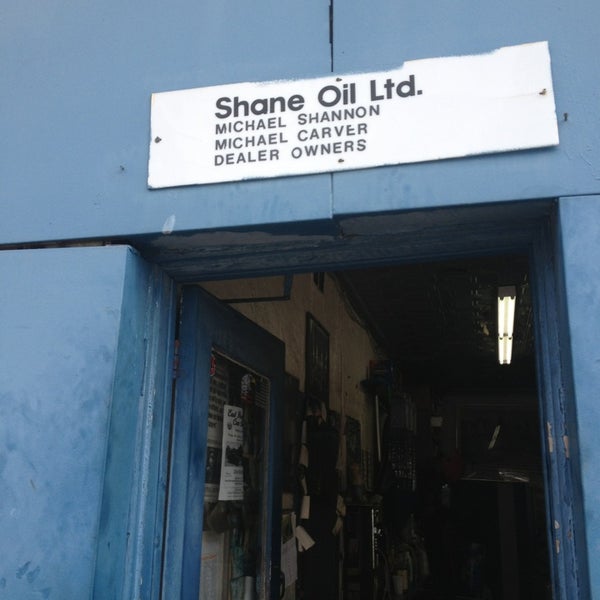 Shane Oil Ltd.
MICHAEL SHANNON
MICHAEL CARVER
DEALER OWNERS